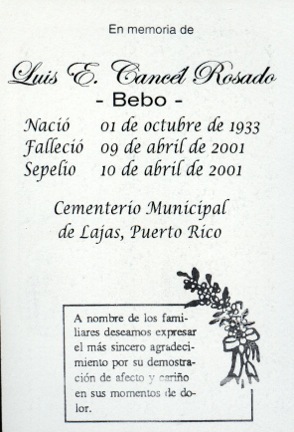 En memoria de
Luis E. Cancél Rosado
- Bebo -
Nació 01 de octubre de 1933
Falleció 09 de abril de 2001
Sepelio 10 de abril de 2001
Cementerio Municipal
de Lajas, Puerto Rico
A nombre de los fami-
liares deseamos expresar
el más sincero agradeci-
miento por su demostra-
ción de afecto y cariño
en sus momentos de do-
lor.